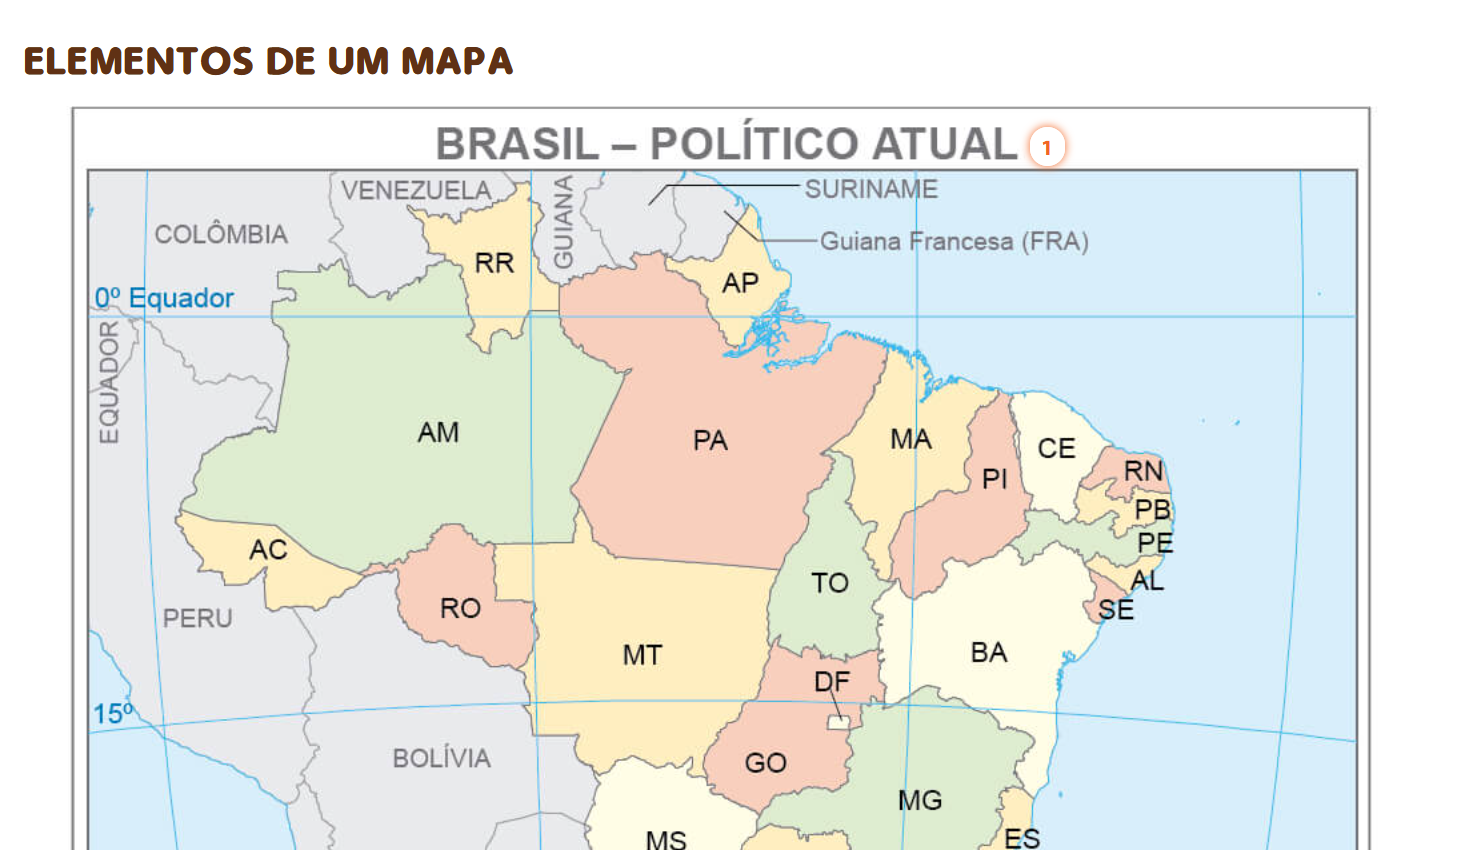 ELEMENTOS DE UM MAPA
BRASIL – POLÍTICO ATUAL 1
VENEZUELA
SURINAME
GUIANA
COLÔMBIA
Guiana Francesa (FRA)
RR
AP
0º Equador
EQUADOR
AM
PA
MA
CE
RN
PI
PB
PE
AC
TO
AL
RO
SE
PERU
MT
BA
DF
15º
BOLÍVIA
GO
MG
MS
ES